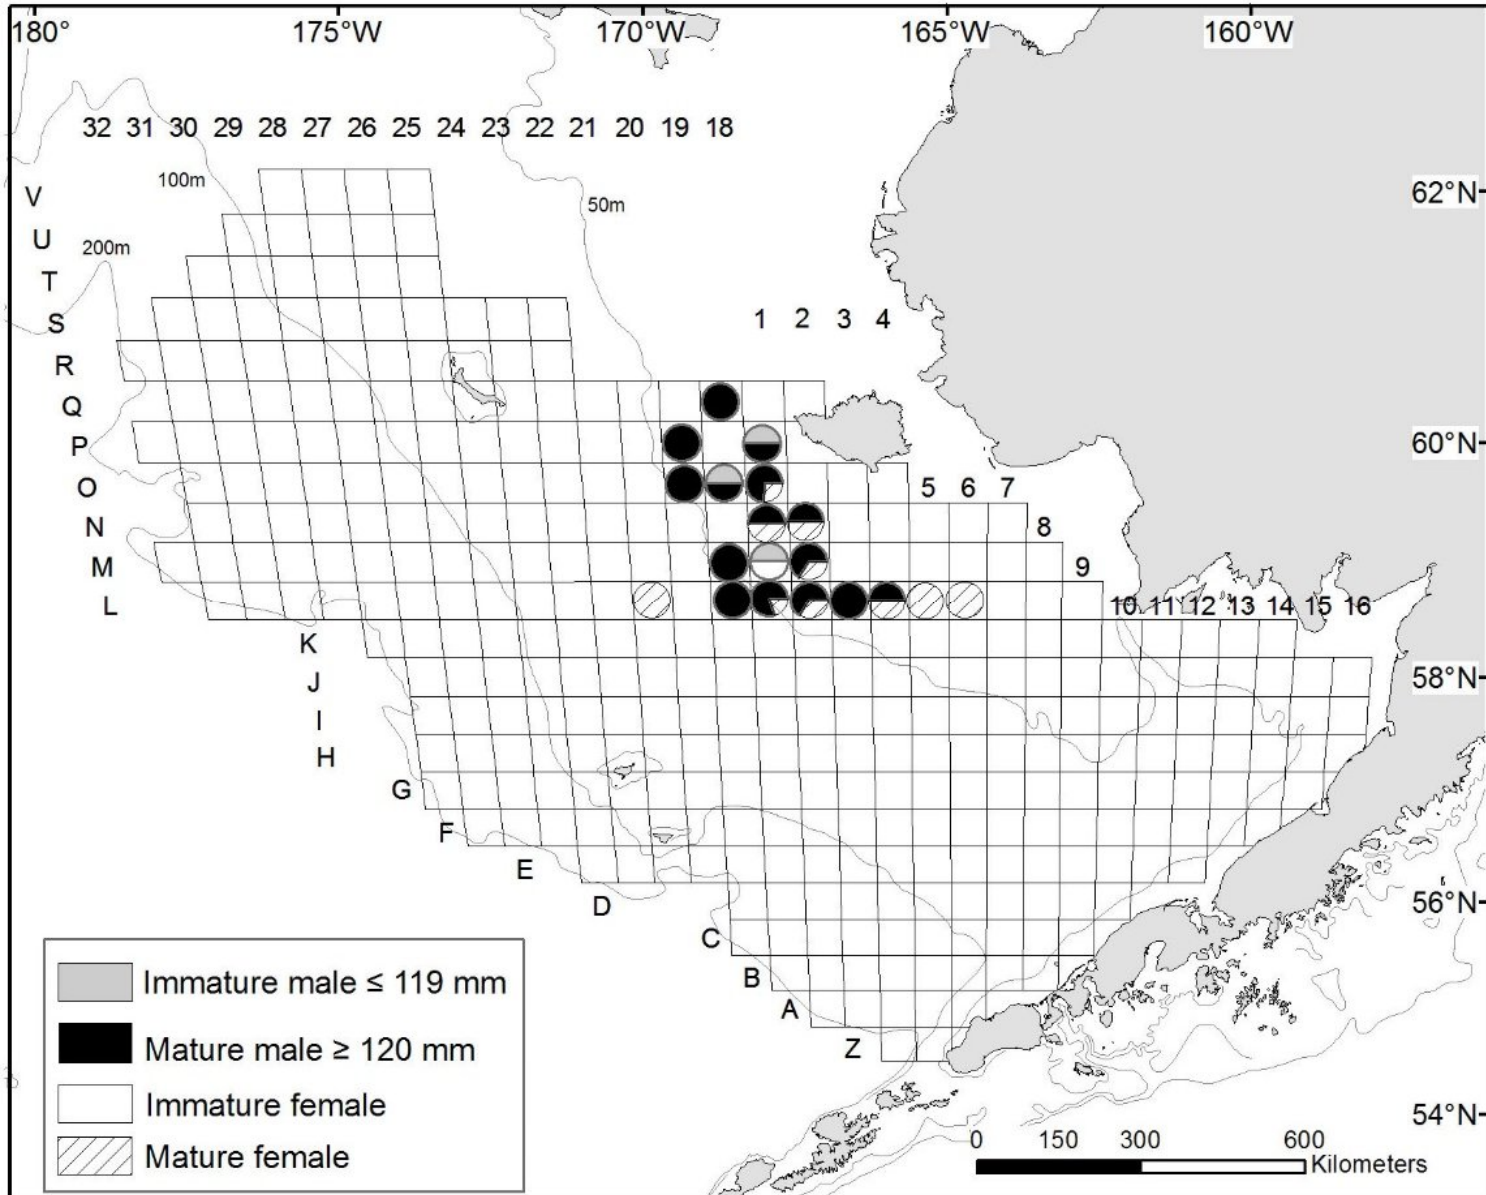 180° 175°W 170°W 165°W 160°W
32 31 30 29 28 27 26 25 24 23 22 21 20 19 18
100m
62°N
V
50m
U
200m
T
S
1 2 3 4
R
Q
P
60°N
O
5 6 7
N
8
M
9
L
10 11 12 13 14 15 16
K
58°N
J
I
H
G
F
E
D
56°N
C
B
A
Z
Immature male ≤ 119 mm
Mature male ≥ 120 mm
Immature female
Mature female
54°N
0 150 300 600
Kilometers